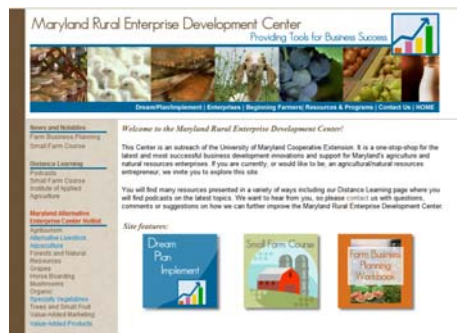 Maryland Rural Enterprise Development Center
Providing Tools for Business Success
Dream/Plan/Implement | Enterprises | Beginning Farmers| Resources & Programs | Contact Us | HOME
News and Notables
Farm Business Planning
Small Farm Course
Distance Learning
Podcasts
Small Farm Course
Institute of Applied
Agriculture
Maryland Alternative
Enterprise Center Hotlist
Agritourism
Alternative Livestock
Aquaculture
Forests and Natural
Resources
Grapes
Horse Boarding
Mushrooms
Organic
Specialty Vegetables
Trees and Small Fruit
Value-Added Marketing
Value-Added Products
Welcome to the Maryland Rural Enterprise Development Center!
This Center is an outreach of the University of Maryland Cooperative Extension. It is a one-stop-shop for the
latest and most successful business development innovations and support for Maryland's agriculture and
natural resources enterprises. If you are currently, or would like to be, an agricultural/natural resources
entrepreneur, we invite you to explore this site.
You will find many resources presented in a variety of ways including our Distance Learning page where you
will find podcasts on the latest topics. We want to hear from you, so please contact us with questions,
comments or suggestions on how we can further improve the Maryland Rural Enterprise Development Center.
Site features:
Dream
Plan
Implement
Small Farm Course
Farm Business
Planning
Workbook